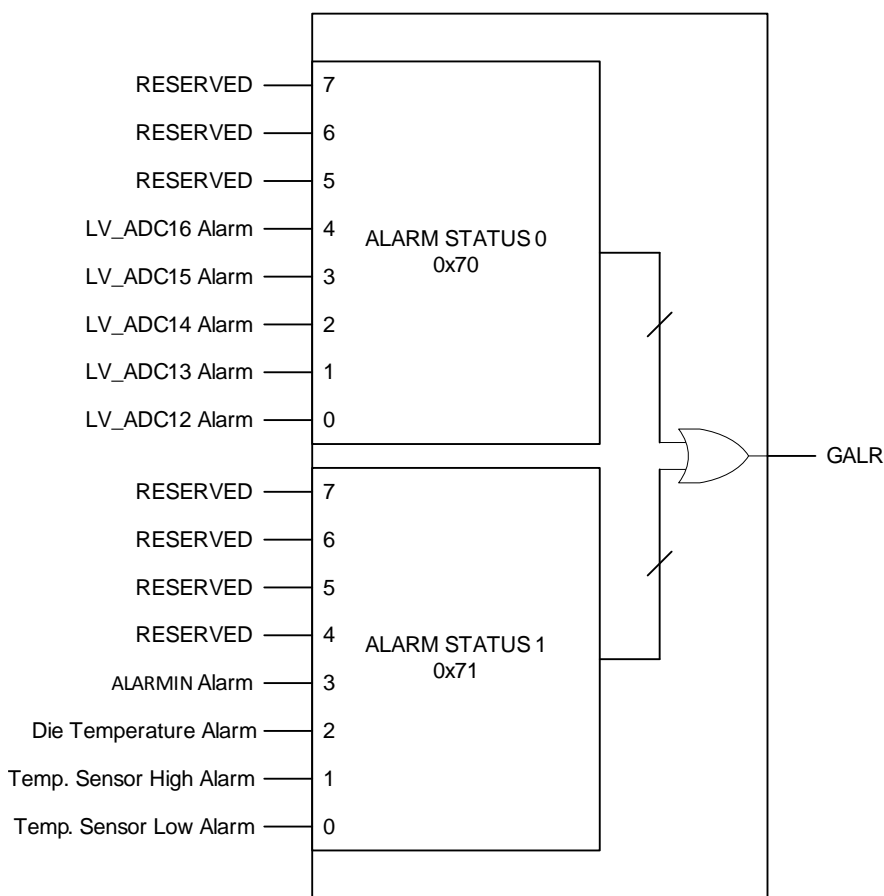 RESERVED 7
RESERVED 6
RESERVED 5
LV_ADC16 Alarm 4
LV_ADC15 Alarm 3
LV_ADC14 Alarm 2
LV_ADC13 Alarm 1
LV_ADC12 Alarm 0
ALARM STATUS 0
0x70
GALR
RESERVED 7
RESERVED 6
RESERVED 5
RESERVED 4
ALARMIN Alarm 3
Die Temperature Alarm 2
Temp. Sensor High Alarm 1
Temp. Sensor Low Alarm 0
ALARM STATUS 1
0x71